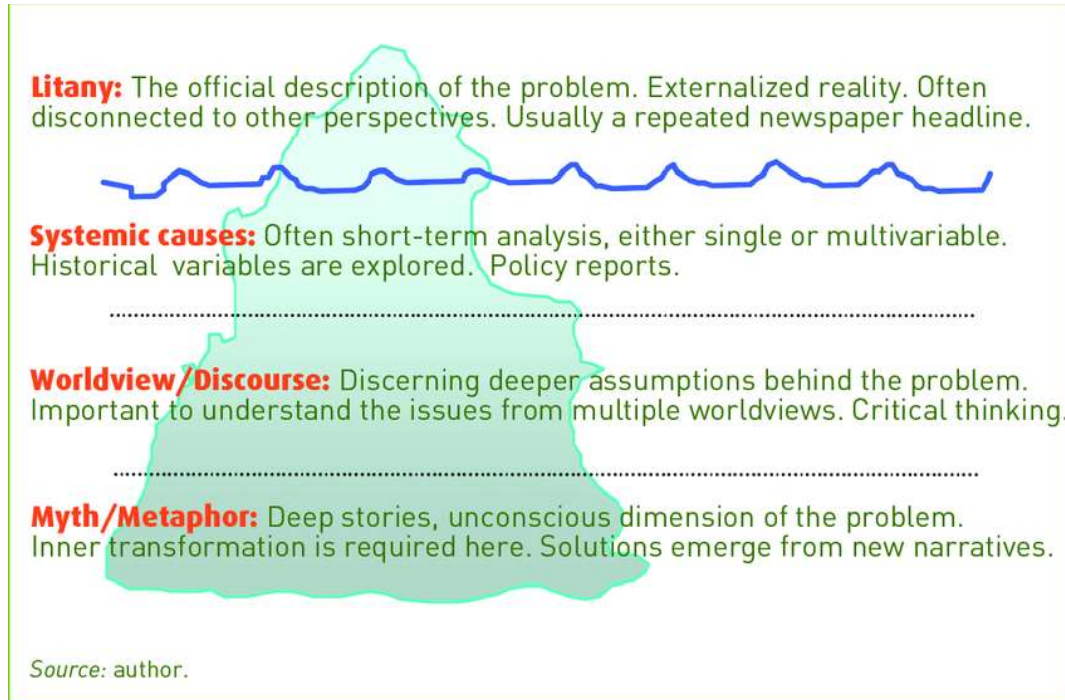 Litany: The official description of the problem. Externalized reality. Often
disconnected to other perspectives. Usually a repeated newspaper headline.
Systemic causes: Often short-term analysis, either single or multivariable.
Historical variables are explored. Policy reports.
Worldview/Discourse: Discerning deeper assumptions behind the problem.
Important to understand the issues from multiple worldviews. Critical thinking.
Myth/Metaphor: Deep stories, unconscious dimension of the problem.
Inner transformation is required here. Solutions emerge from new narratives.
Source: author.